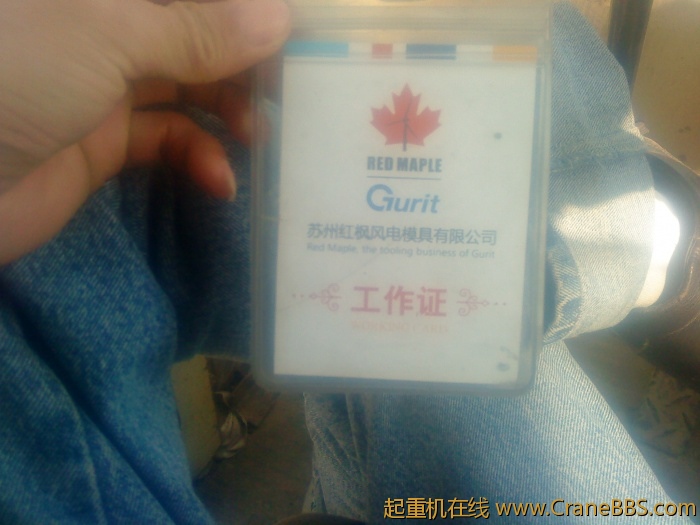 RED MAPLE
Gurit
苏州红枫风电模具有限公司
Red Maple the tooling business of Gurit
工作证
起重机在线 www.CraneBBS.com